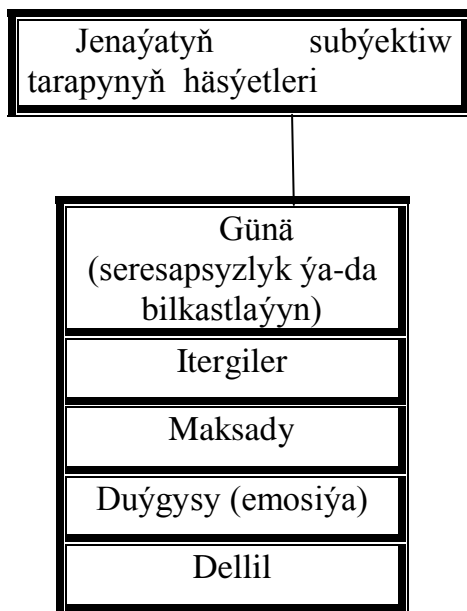 Jenaýatyň subýektiw
tarapynyň häsýetleri
Günä
(seresapsyzlyk ýa-da
bilkastlaýyn)
Itergiler
Maksady
Duýgysy (emosiýa)
Dellil